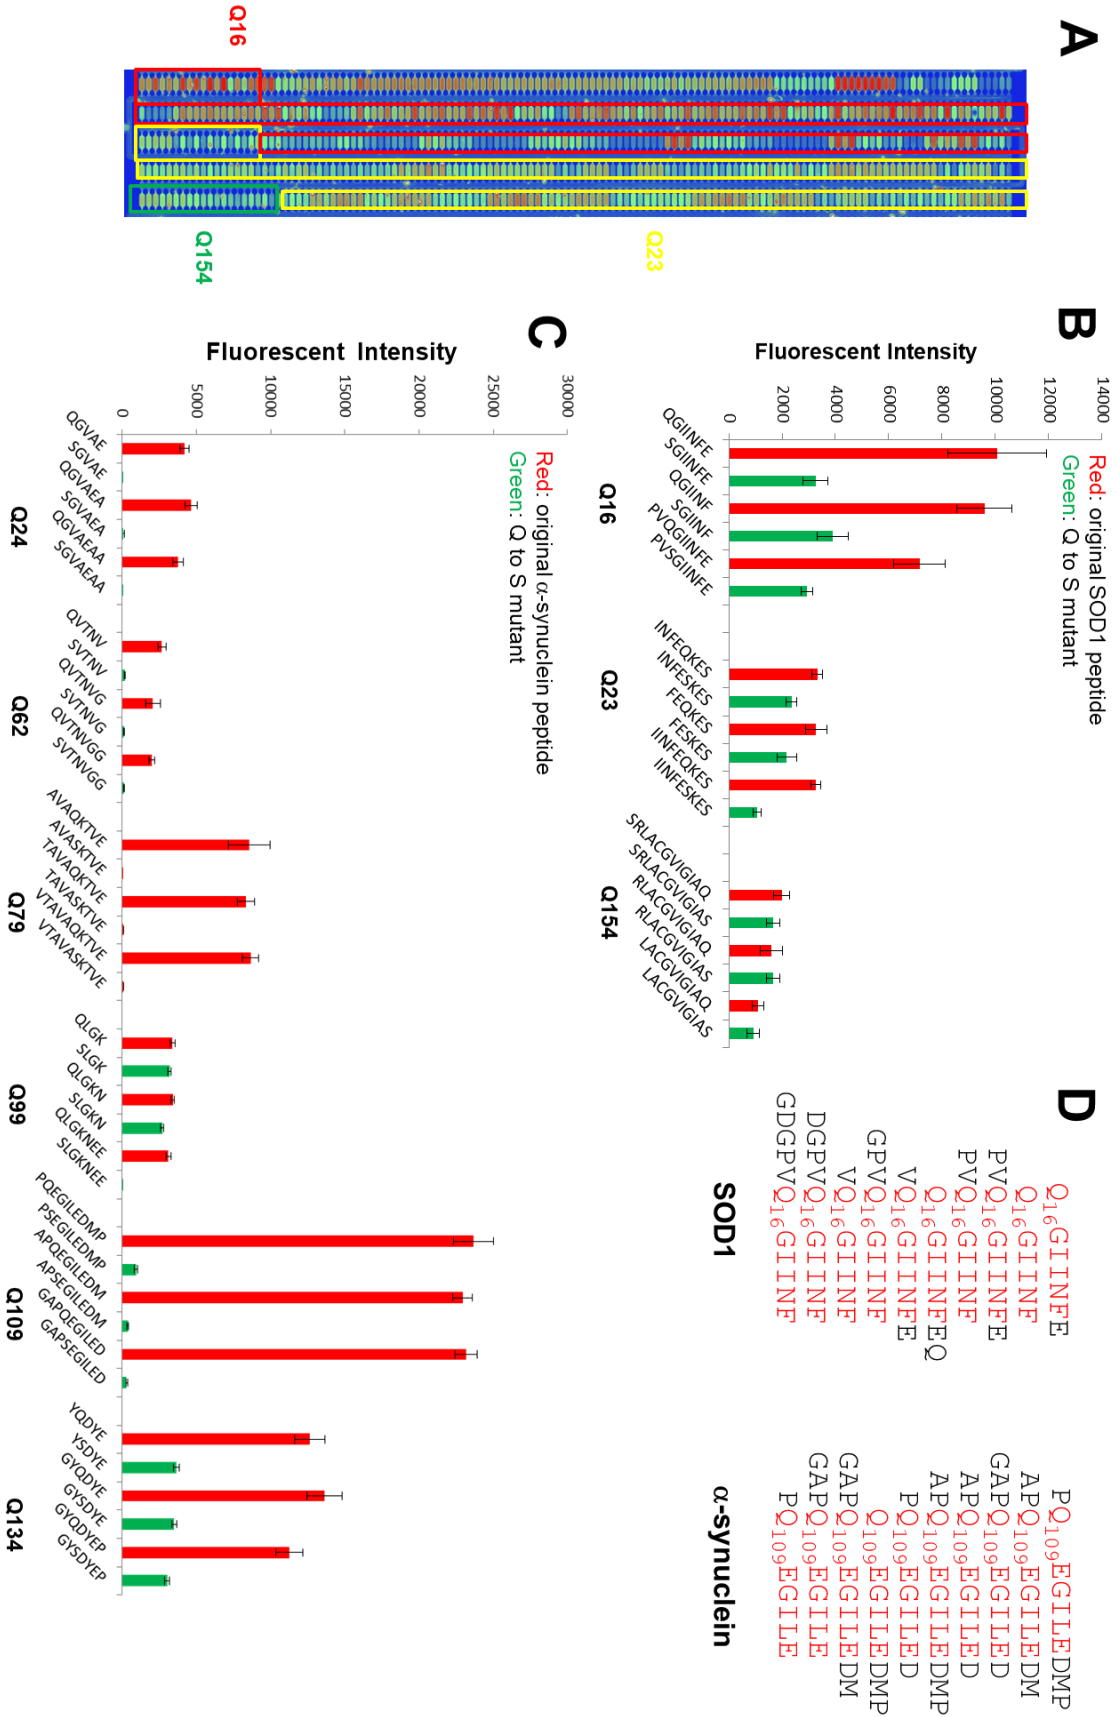 A
Q16
Q23
Q154
B
Fluorescent Intensity
14000
12000
10000
8000
6000
4000
2000
0
Red: original SOD1 peptide
Green: Q to S mutant
QGIINFE
SGIINFE
QGIINF
SGIINF
PVQGIINFE
PVSGIINFE
INFEQKES
INFESKES
FEQKES
FESKES
IINFEQKES
IINFESKES
SRLACGVIGIAQ
SRLACGVIGIAS
RLACGVIGIAQ
RLACGVIGIAS
LACGVIGIAQ
LACGVIGIAS
Q16
Q23
Q154
C
Fluorescent Intensity
30000
25000
20000
15000
10000
5000
0
Red: original α-synuclein peptide
Green: Q to S mutant
QGVAE
SGVAE
QGVAEA
SGVAEA
QGVAEAA
SGVAEAA
QVTNV
SVTNV
QVTNVG
SVTNVG
QVTNVGG
SVTNVGG
AVAQKTVE
AVASKTVE
TAVAQKTVE
TAVASKTVE
VTAVAQKTVE
VTAVASKTVE
QLGK
SLGK
QLGKN
SLGKN
QLGKNEE
SLGKNEE
PQEGILEDMP
PSEGILEDMP
APQEGILEDM
APSEGILEDM
GAPQEGILED
GAPSEGILED
YQDYE
YSDYE
GYQDYE
GYSDYE
GYQDYEP
GYSDYEP
Q24
Q62
Q79
Q99
Q109
Q134
D
Q16GIINFE
Q16GIINF
PVQ16GIINFE
PVQ16GIINF
Q16GIINFEQ
VQ16GIINFE
GPVQ16GIINF
VQ16GIINF
DGPVQ16GIINF
GDGPVQ16GIINF
SOD1
PQ109EGILEDMP
APQ109EGILEDM
GAPQ109EGILED
APQ109EGILED
APQ109EGILEDMP
PQ109EGILED
Q109EGILEDMP
GAPQ109EGILEDM
GAPQ109EGILE
PQ109EGILE
α-synuclein